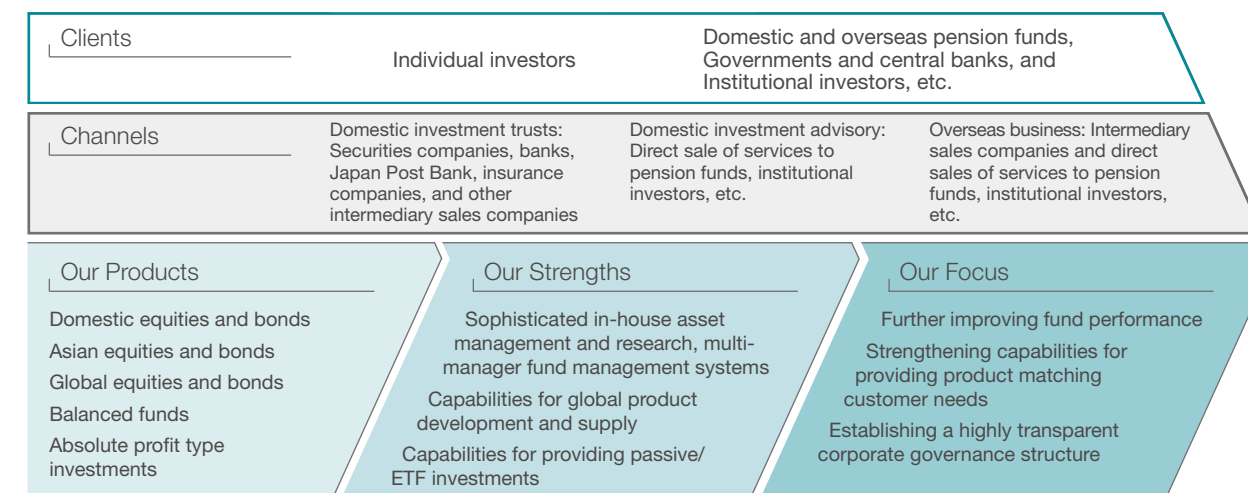 Clients
Individual investors
Domestic and overseas pension funds,
Governments and central banks, and
Institutional investors, etc.
Channels
Domestic investment trusts:
Securities companies, banks,
Japan Post Bank, insurance
companies, and other
intermediary sales companies
Domestic investment advisory:
Direct sale of services to
pension funds, institutional
investors, etc.
Overseas business: Intermediary
sales companies and direct
sales of services to pension
funds, institutional investors,
etc.
Our Products
Domestic equities and bonds
Asian equities and bonds
Global equities and bonds
Balanced funds
Absolute profit type
investments
Our Strengths
Sophisticated in-house asset
management and research, multi-
manager fund management systems
Capabilities for global product
development and supply
Capabilities for providing passive/
ETF investments
Our Focus
Further improving fund performance
Strengthening capabilities for
providing product matching
customer needs
Establishing a highly transparent
corporate governance structure